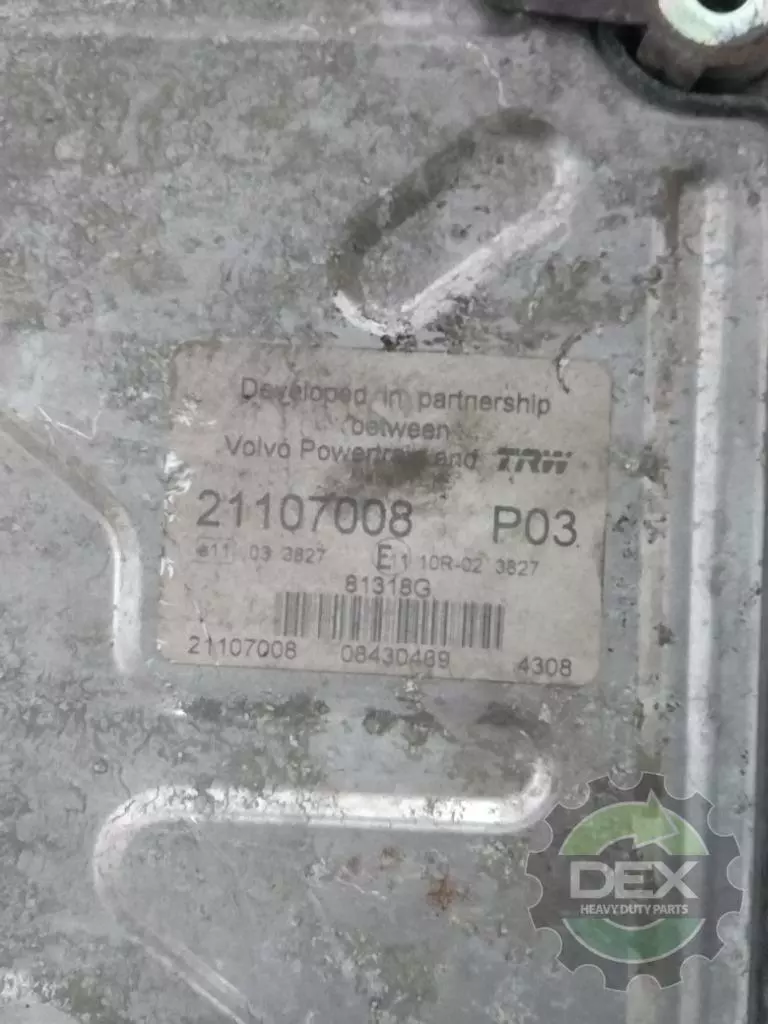 Developed in partnership
between
Volvo Powertrain and TRW
21107008 P03
e11 03 3827 E11 10R-02 3827
81318G
21107008 08430489 4308
DEX
HEAVY DUTY PARTS